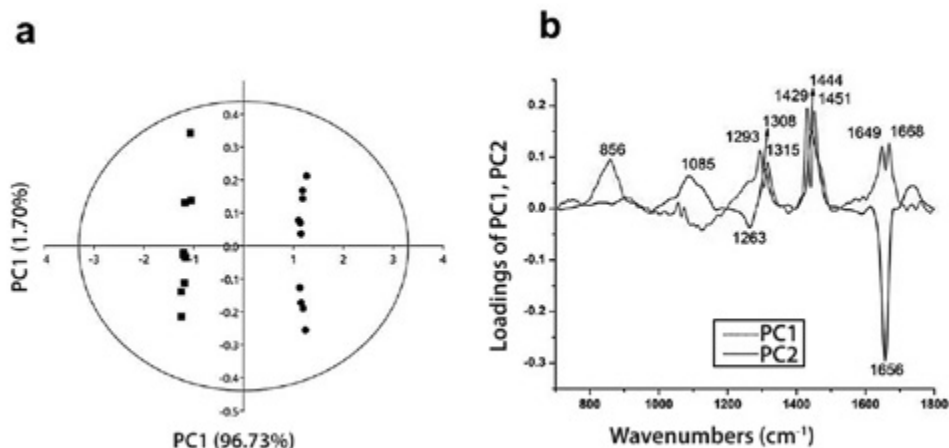 a
PC1 (1.70%)
0.4
0.3
0.2
0.1
0.0
-0.1
-0.2
-0.3
-0.4
-0.5
-4 -3 -2 -1 0 1 2 3 4
PC1 (96.73%)
b
Loadings of PC1, PC2
0.2
0.1
0.0
-0.1
-0.2
-0.3
1444
1429 1451
1308
1293 1315
1649 1668
856
1085
1263
1656
PC1
PC2
800 1000 1200 1400 1600 1800
Wavenumbers (cm⁻¹)